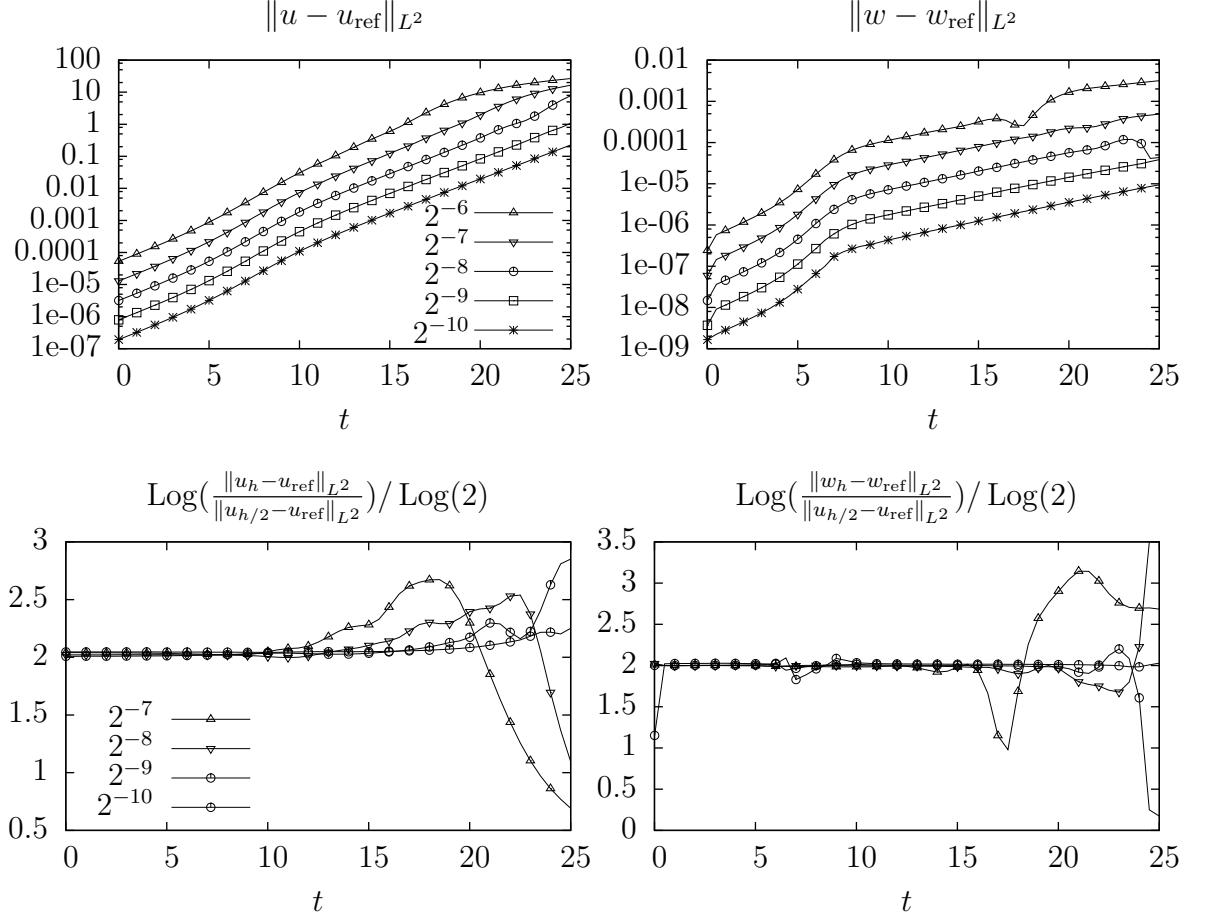 ‖u − u_ref‖_{L²}
100
10
1
0.1
0.01
0.001
0.0001
1e-05
1e-06
1e-07
2^{−6}
2^{−7}
2^{−8}
2^{−9}
2^{−10}
0 5 10 15 20 25
t
‖w − w_ref‖_{L²}
0.01
0.001
0.0001
1e-05
1e-06
1e-07
1e-08
1e-09
0 5 10 15 20 25
t
Log(‖u_h−u_ref‖_{L²} / ‖u_{h/2}−u_ref‖_{L²})/ Log(2)
3
2.5
2
1.5
1
0.5
2^{−7}
2^{−8}
2^{−9}
2^{−10}
0 5 10 15 20 25
t
Log(‖w_h−w_ref‖_{L²} / ‖u_{h/2}−u_ref‖_{L²})/ Log(2)
3.5
3
2.5
2
1.5
1
0.5
0
0 5 10 15 20 25
t